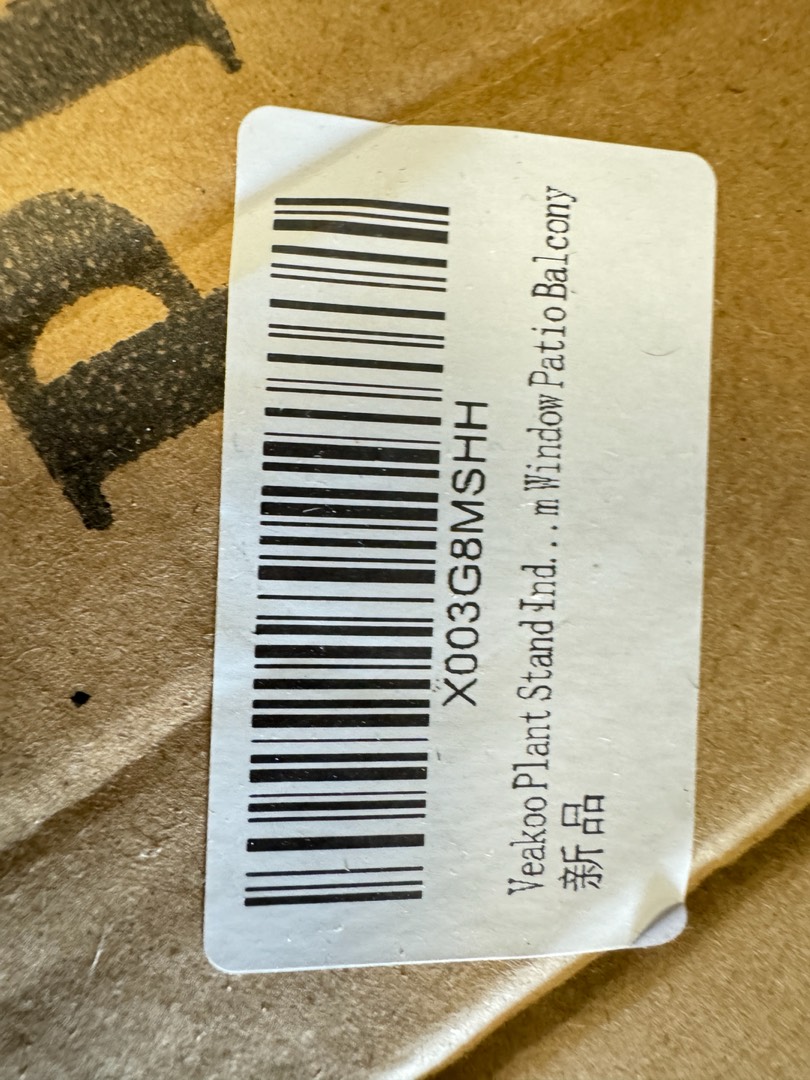 X003G8MSHH
Veakoo Plant Stand Ind...m Window Patio Balcony
新品